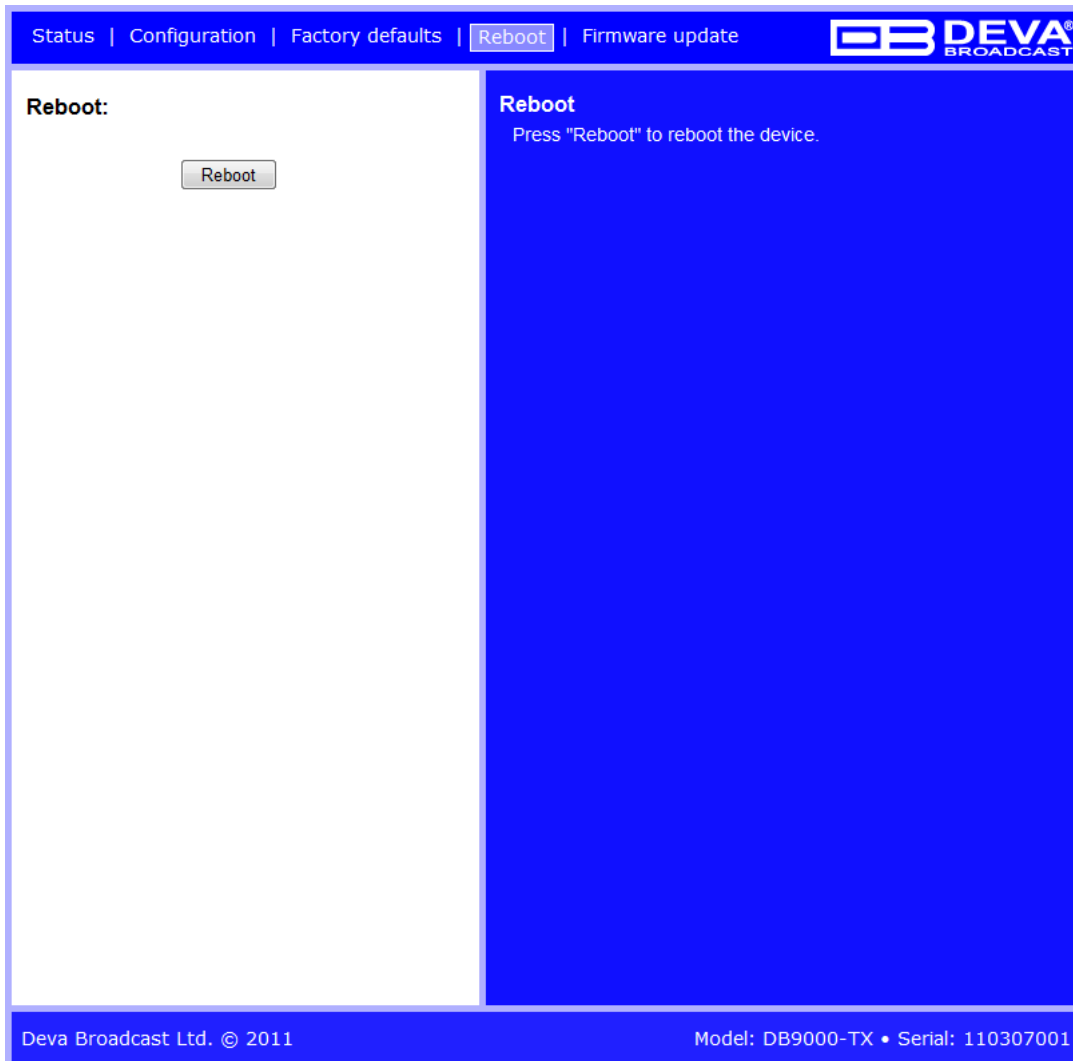 Status | Configuration | Factory defaults | Reboot | Firmware update
DB DEVA®
BROADCAST
Reboot:
Reboot
Reboot
Press "Reboot" to reboot the device.
Deva Broadcast Ltd. © 2011
Model: DB9000-TX • Serial: 110307001